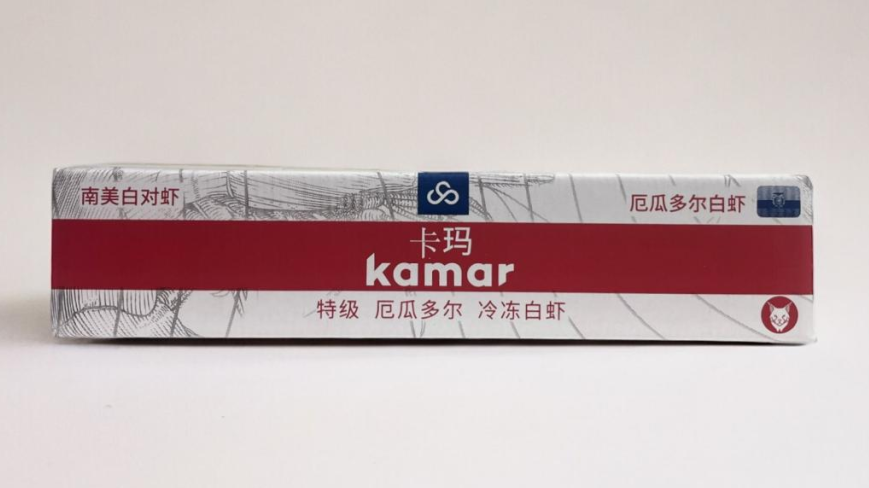 南美白对虾
厄瓜多尔白虾
卡玛
kamar
特级 厄瓜多尔 冷冻白虾